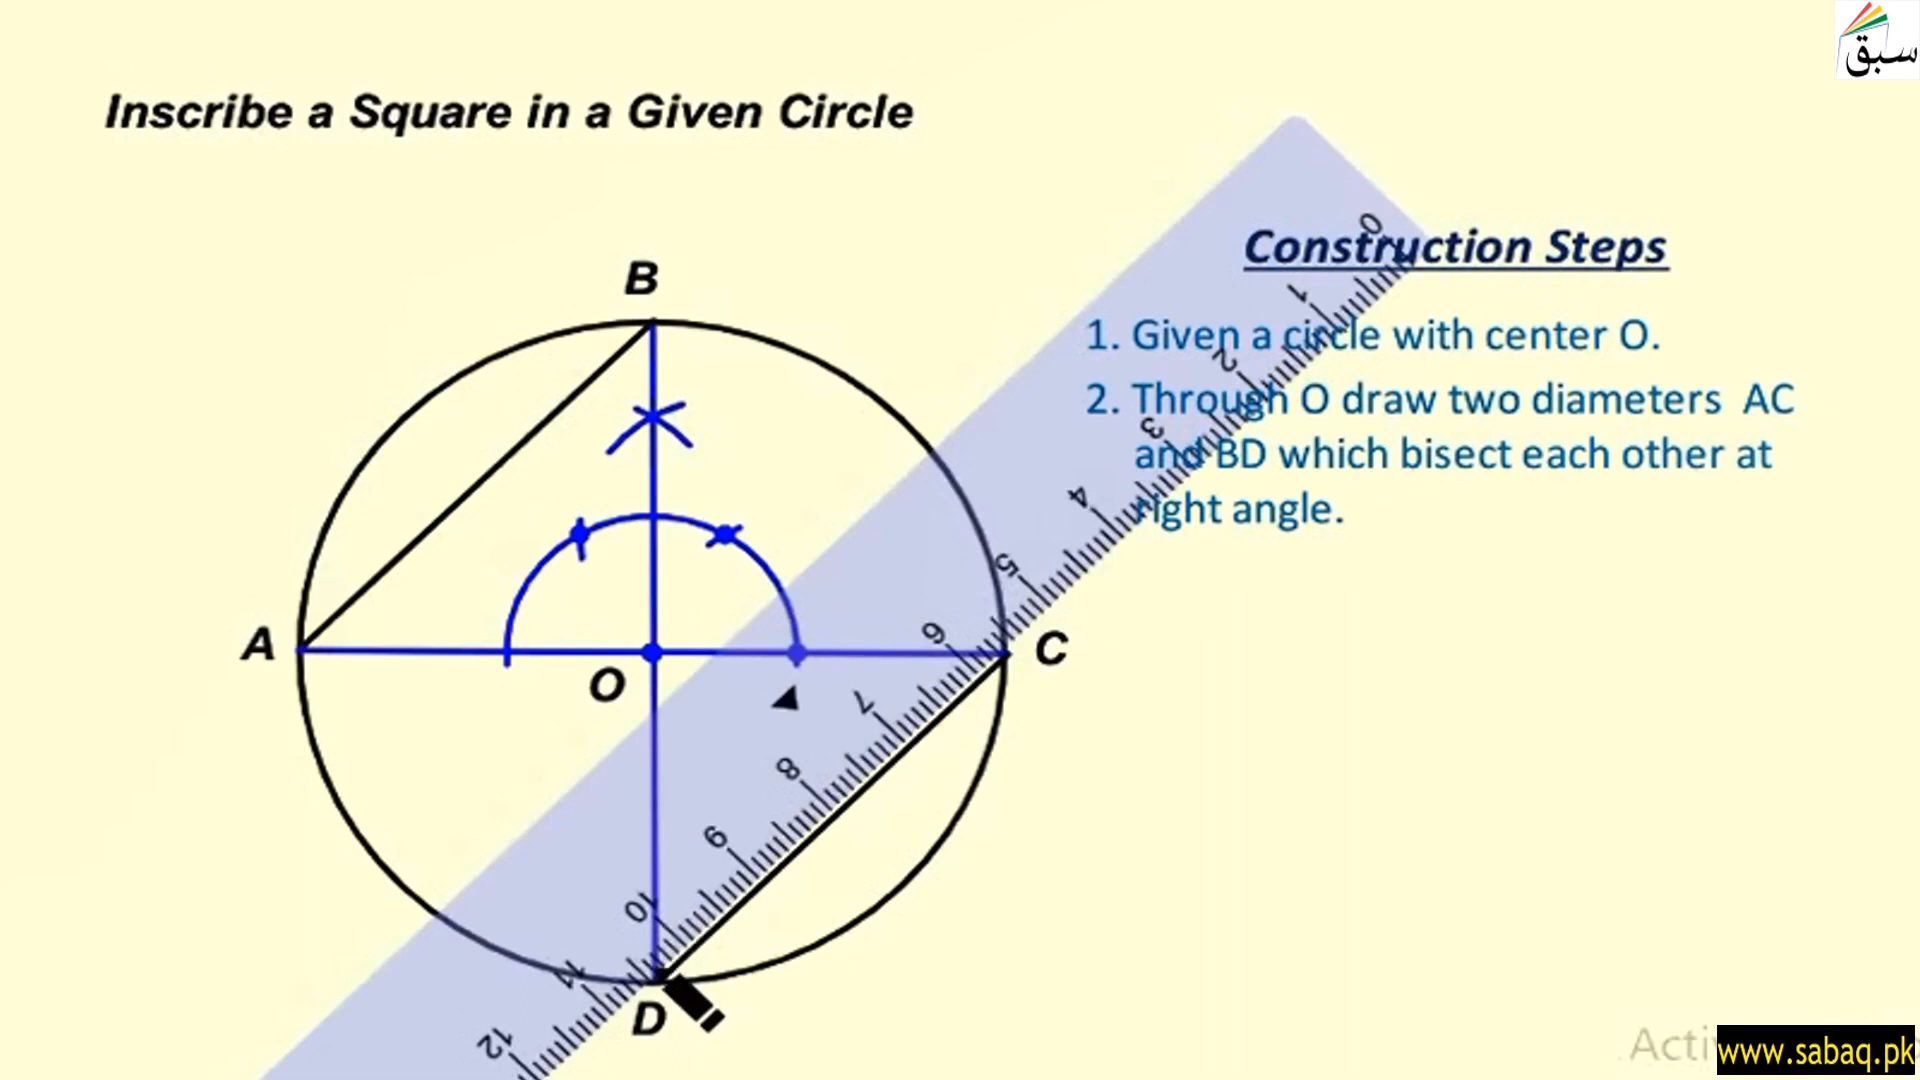 سبق
Inscribe a Square in a Given Circle
Construction Steps
1. Given a circle with center O.
2. Through O draw two diameters AC
and BD which bisect each other at
right angle.
B
A
O
C
D
0
1
2
3
4
5
6
7
8
9
10
11
12
Acti
www.sabaq.pk